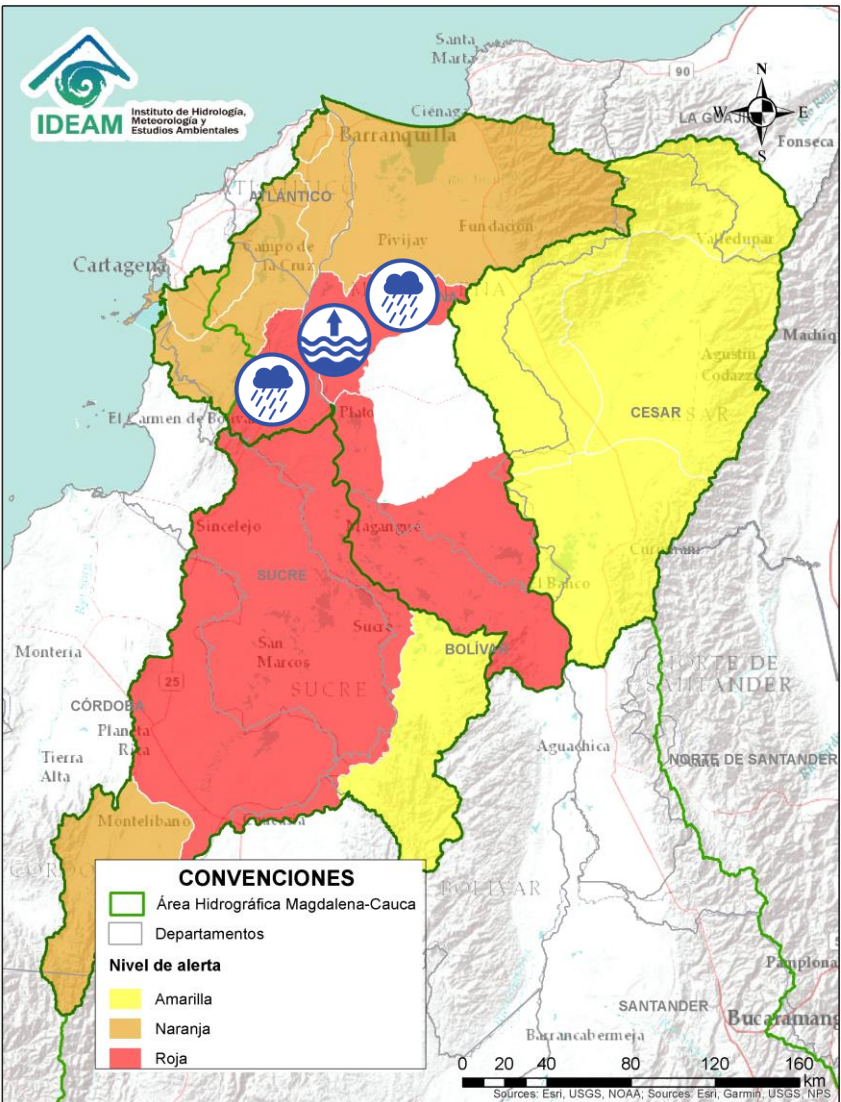 IDEAM
Instituto de Hidrología,
Meteorología y
Estudios Ambientales
Santa
Marta
90
N
W
E
S
LA GUAJIRA
Fonseca
Ciénaga
Barranquilla
ATLÁNTICO
Campo de
la Cruz
Pivijay
Fundación
Valledupar
Cartagena
Agustín
Codazzi
CESAR
El Carmen de Bolívar
Plato
Sincelejo
Magangué
SUCRE
El Banco
Sucre
BOLÍVAR
San
Marcos
SUCRE
Montería
25
CÓRDOBA
Planeta
Rica
Tierra
Alta
NORTE DE
SANTANDER
Aguachica
NORTE DE SANTANDER
Montelibano
BOLÍVAR
CONVENCIONES
Área Hidrográfica Magdalena-Cauca
Departamentos
Nivel de alerta
Amarilla
Naranja
Roja
Pamplona
SANTANDER
Bucaramang
Barrancabermeja
0 20 40 80 120 160
km
Sources: Esri, USGS, NOAA; Sources: Esri, Garmin, USGS, NPS